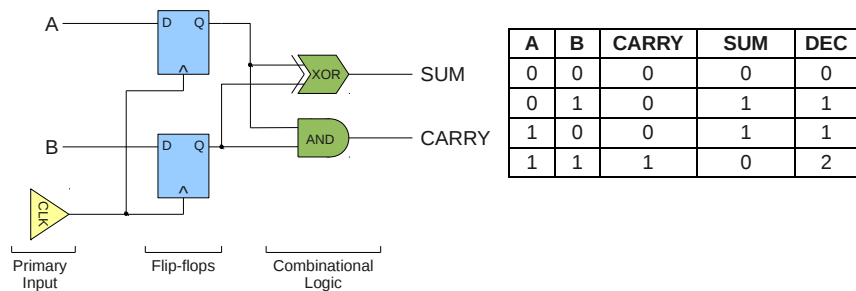 A
D Q
XOR
SUM
B
D Q
AND
CARRY
CLK
Primary
Input
Flip-flops
Combinational
Logic
A B CARRY SUM DEC
0 0 0 0 0
0 1 0 1 1
1 0 0 1 1
1 1 1 0 2